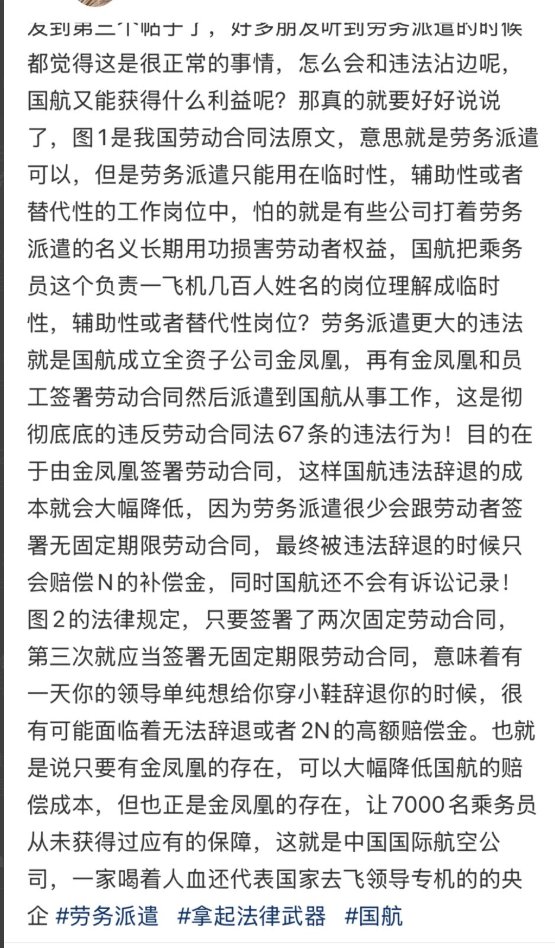 发到第三个帖子了，好多朋友听到劳务派遣的时候
都觉得这是很正常的事情，怎么会和违法沾边呢，
国航又能获得什么利益呢？那真的就要好好说说
了，图1是我国劳动合同法原文，意思就是劳务派遣
可以，但是劳务派遣只能用在临时性，辅助性或者
替代性的工作岗位中，怕的就是有些公司打着劳务
派遣的名义长期用功损害劳动者权益，国航把乘务
员这个负责一飞机几百人姓名的岗位理解成临时
性，辅助性或者替代性岗位？劳务派遣更大的违法
就是国航成立全资子公司金凤凰，再有金凤凰和员
工签署劳动合同然后派遣到国航从事工作，这是彻
彻底底的违反劳动合同法67条的违法行为！目的在
于由金凤凰签署劳动合同，这样国航违法辞退的成
本就会大幅降低，因为劳务派遣很少会跟劳动者签
署无固定期限劳动合同，最终被违法辞退的时候只
会赔偿N的补偿金，同时国航还不会有诉讼记录！
图2的法律规定，只要签署了两次固定劳动合同，
第三次就应当签署无固定期限劳动合同，意味着有
一天你的领导单纯想给你穿小鞋辞退你的时候，很
有可能面临着无法辞退或者2N的高额赔偿金。也就
是说只要有金凤凰的存在，可以大幅降低国航的赔
偿成本，但也正是金凤凰的存在，让7000名乘务员
从未获得过应有的保障，这就是中国国际航空公
司，一家喝着人血还代表国家去飞领导专机的的央
企 #劳务派遣 #拿起法律武器 #国航